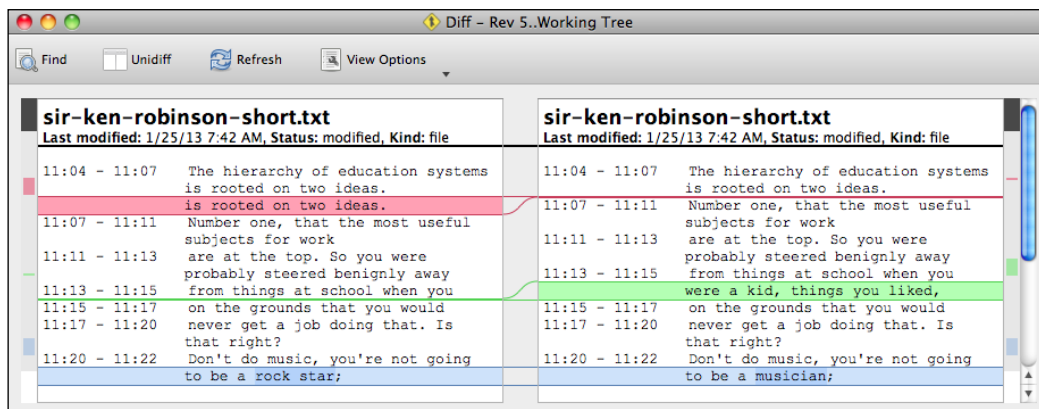 Diff – Rev 5..Working Tree
Find Unidiff Refresh View Options
sir-ken-robinson-short.txt
Last modified: 1/25/13 7:42 AM, Status: modified, Kind: file
11:04 - 11:07 The hierarchy of education systems
is rooted on two ideas.
is rooted on two ideas.
11:07 - 11:11 Number one, that the most useful
subjects for work
11:11 - 11:13 are at the top. So you were
probably steered benignly away
11:13 - 11:15 from things at school when you
11:15 - 11:17 on the grounds that you would
11:17 - 11:20 never get a job doing that. Is
that right?
11:20 - 11:22 Don't do music, you're not going
to be a rock star;
sir-ken-robinson-short.txt
Last modified: 1/25/13 7:42 AM, Status: modified, Kind: file
11:04 - 11:07 The hierarchy of education systems
is rooted on two ideas.
11:07 - 11:11 Number one, that the most useful
subjects for work
11:11 - 11:13 are at the top. So you were
probably steered benignly away
11:13 - 11:15 from things at school when you
were a kid, things you liked,
11:15 - 11:17 on the grounds that you would
11:17 - 11:20 never get a job doing that. Is
that right?
11:20 - 11:22 Don't do music, you're not going
to be a musician;